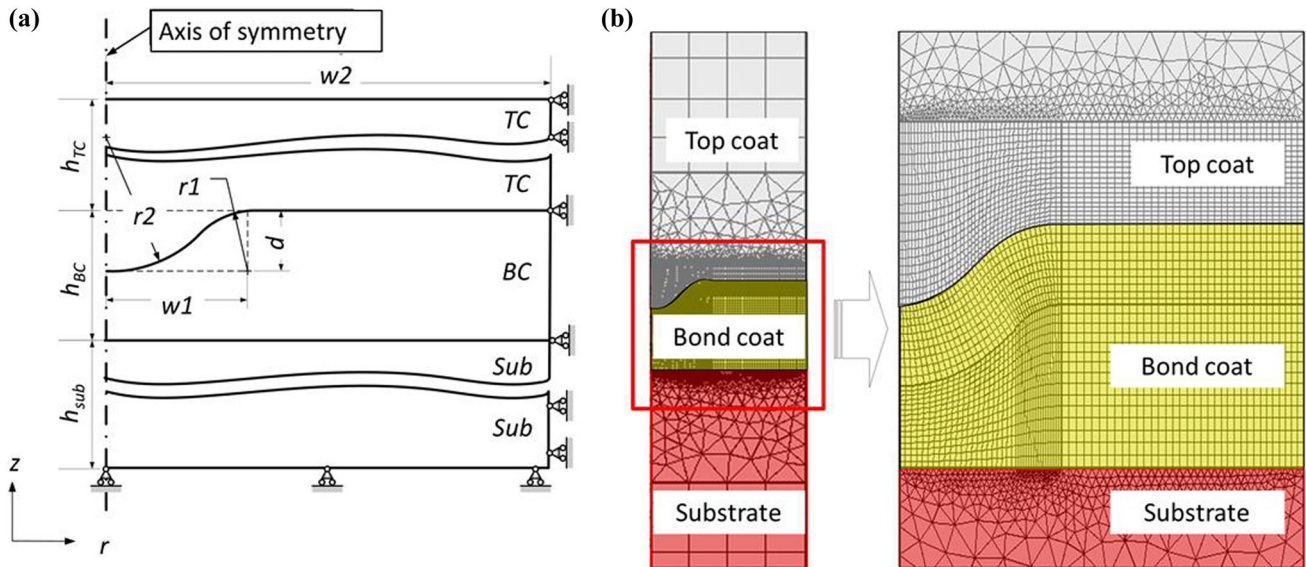 (a)
Axis of symmetry
w2
TC
h_TC
TC
r1
r2
d
h_BC
BC
w1
Sub
h_sub
Sub
z
r
(b)
Top coat
Bond coat
Substrate
Top coat
Bond coat
Substrate